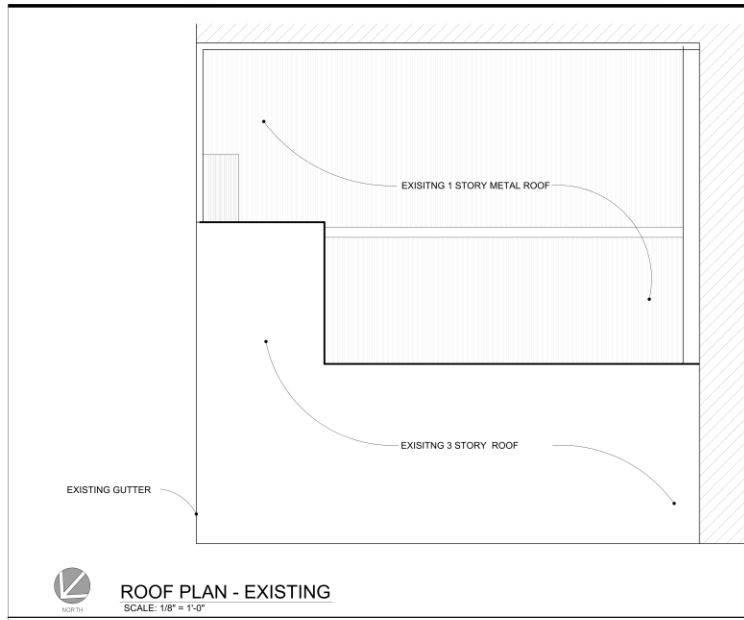 EXISITNG 1 STORY METAL ROOF
EXISITNG 3 STORY ROOF
EXISTING GUTTER
NORTH
ROOF PLAN - EXISTING
SCALE: 1/8" = 1'-0"